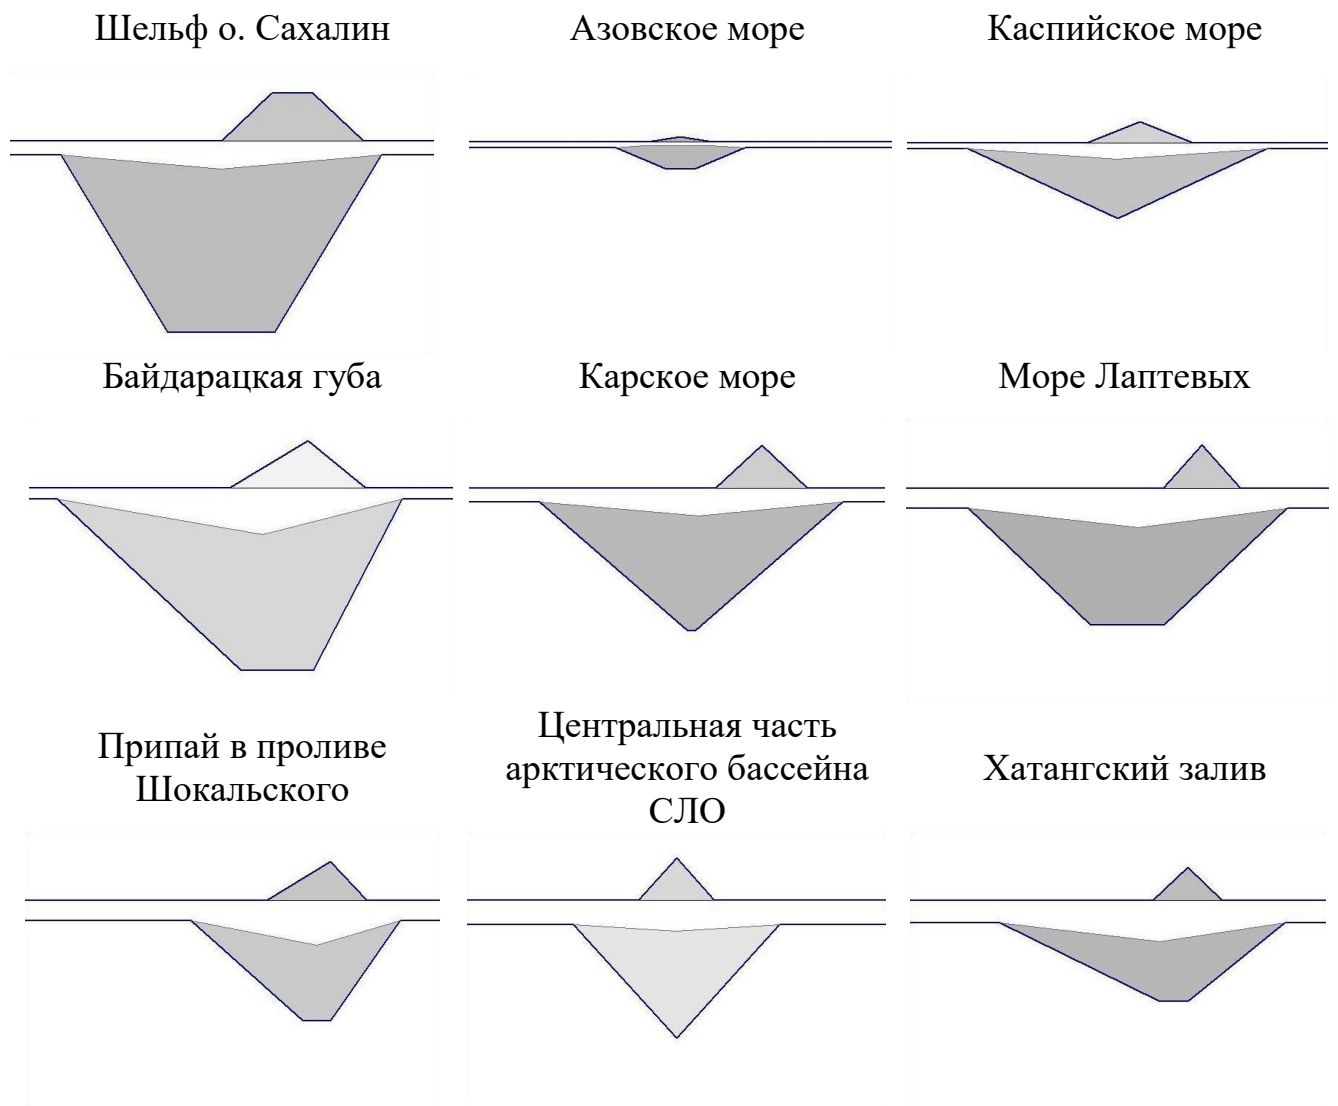 Шельф о. Сахалин
Азовское море
Каспийское море
Байдарацкая губа
Карское море
Море Лаптевых
Припай в проливе
Шокальского
Центральная часть
арктического бассейна
СЛО
Хатангский залив